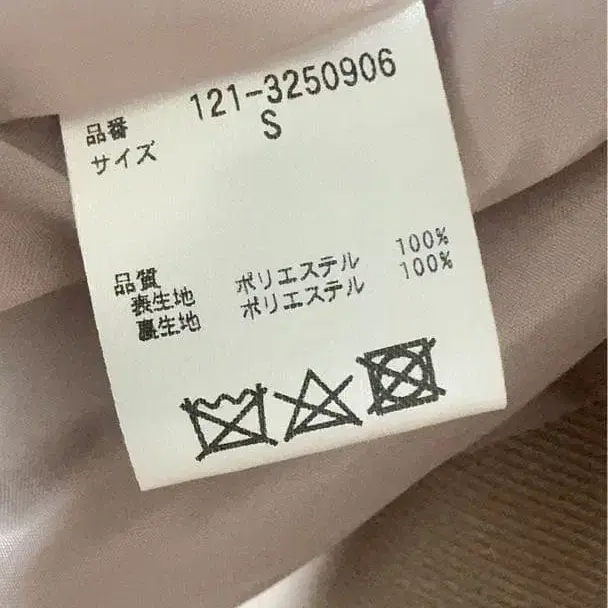 品番 121-3250906
サイズ S
品質
表生地 ポリエステル 100%
裏生地 ポリエステル 100%